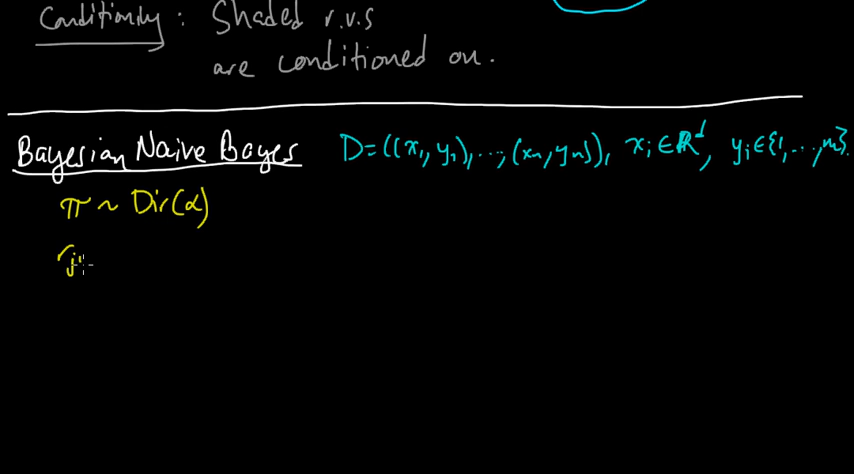 Conditioning: Shaded r.v.s
are conditioned on.
Bayesian Naive Bayes D=((x₁,y₁),...,(xₙ,yₙ)), xᵢ∈ℝᵈ, yᵢ∈{1,...,m}.
π ~ Dir(α)